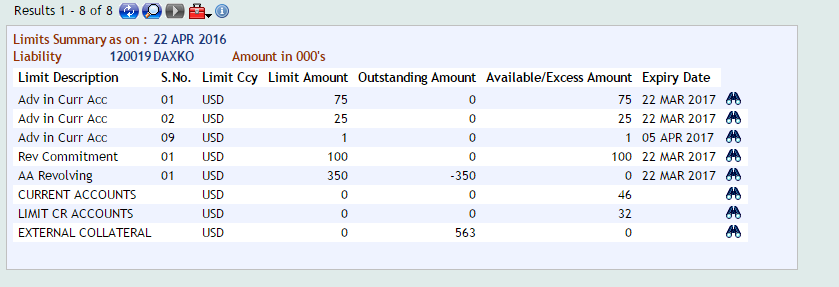 Results 1 - 8 of 8
Limits Summary as on : 22 APR 2016
Liability 120019 DAXKO Amount in 000's
Limit Description S.No. Limit Ccy Limit Amount Outstanding Amount Available/Excess Amount Expiry Date
Adv in Curr Acc 01 USD 75 0 75 22 MAR 2017
Adv in Curr Acc 02 USD 25 0 25 22 MAR 2017
Adv in Curr Acc 09 USD 1 0 1 05 APR 2017
Rev Commitment 01 USD 100 0 100 22 MAR 2017
AA Revolving 01 USD 350 -350 0 22 MAR 2017
CURRENT ACCOUNTS USD 0 0 46
LIMIT CR ACCOUNTS USD 0 0 32
EXTERNAL COLLATERAL USD 0 563 0